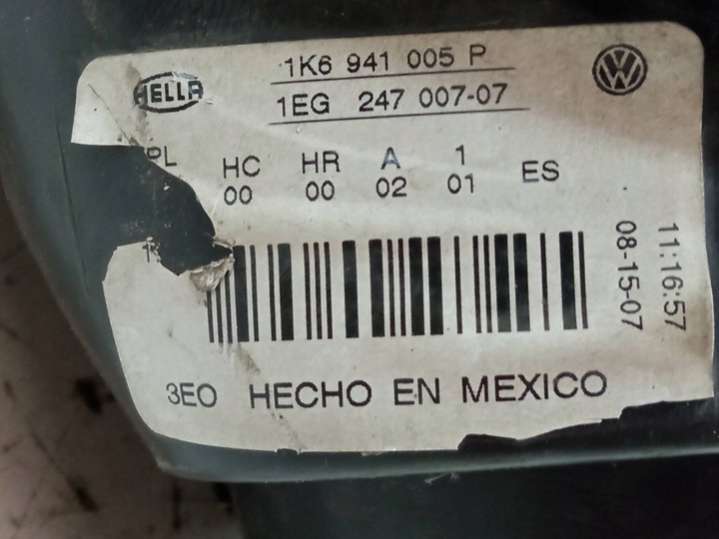 HELLA
1K6 941 005 P
1EG 247 007-07
PL HC HR A 1 ES
00 00 02 01
11:16:57
08-15-07
3EO HECHO EN MEXICO